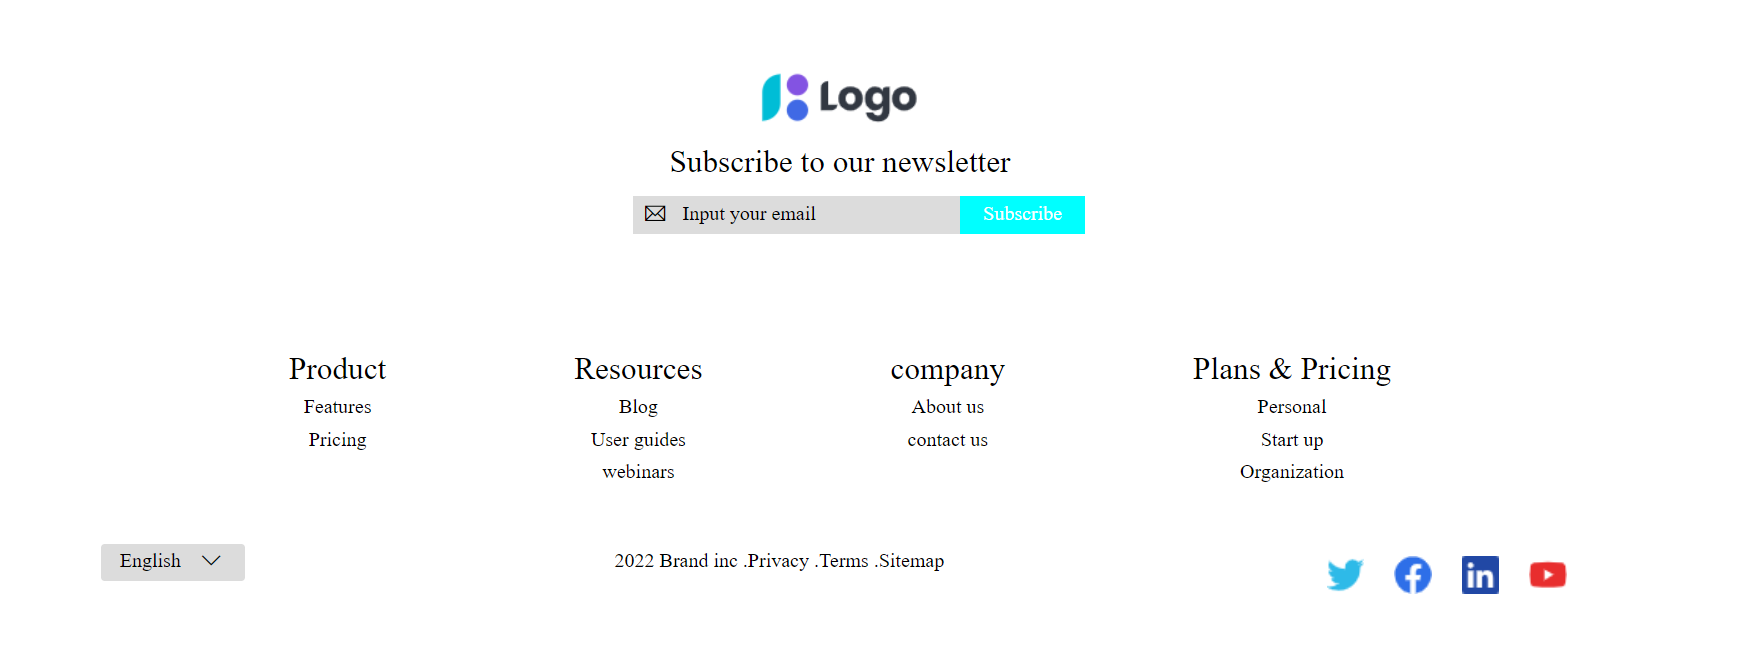 Logo
Subscribe to our newsletter
Input your email Subscribe
Product Resources company Plans & Pricing
Features Blog About us Personal
Pricing User guides contact us Start up
webinars Organization
English 2022 Brand inc .Privacy .Terms .Sitemap
in